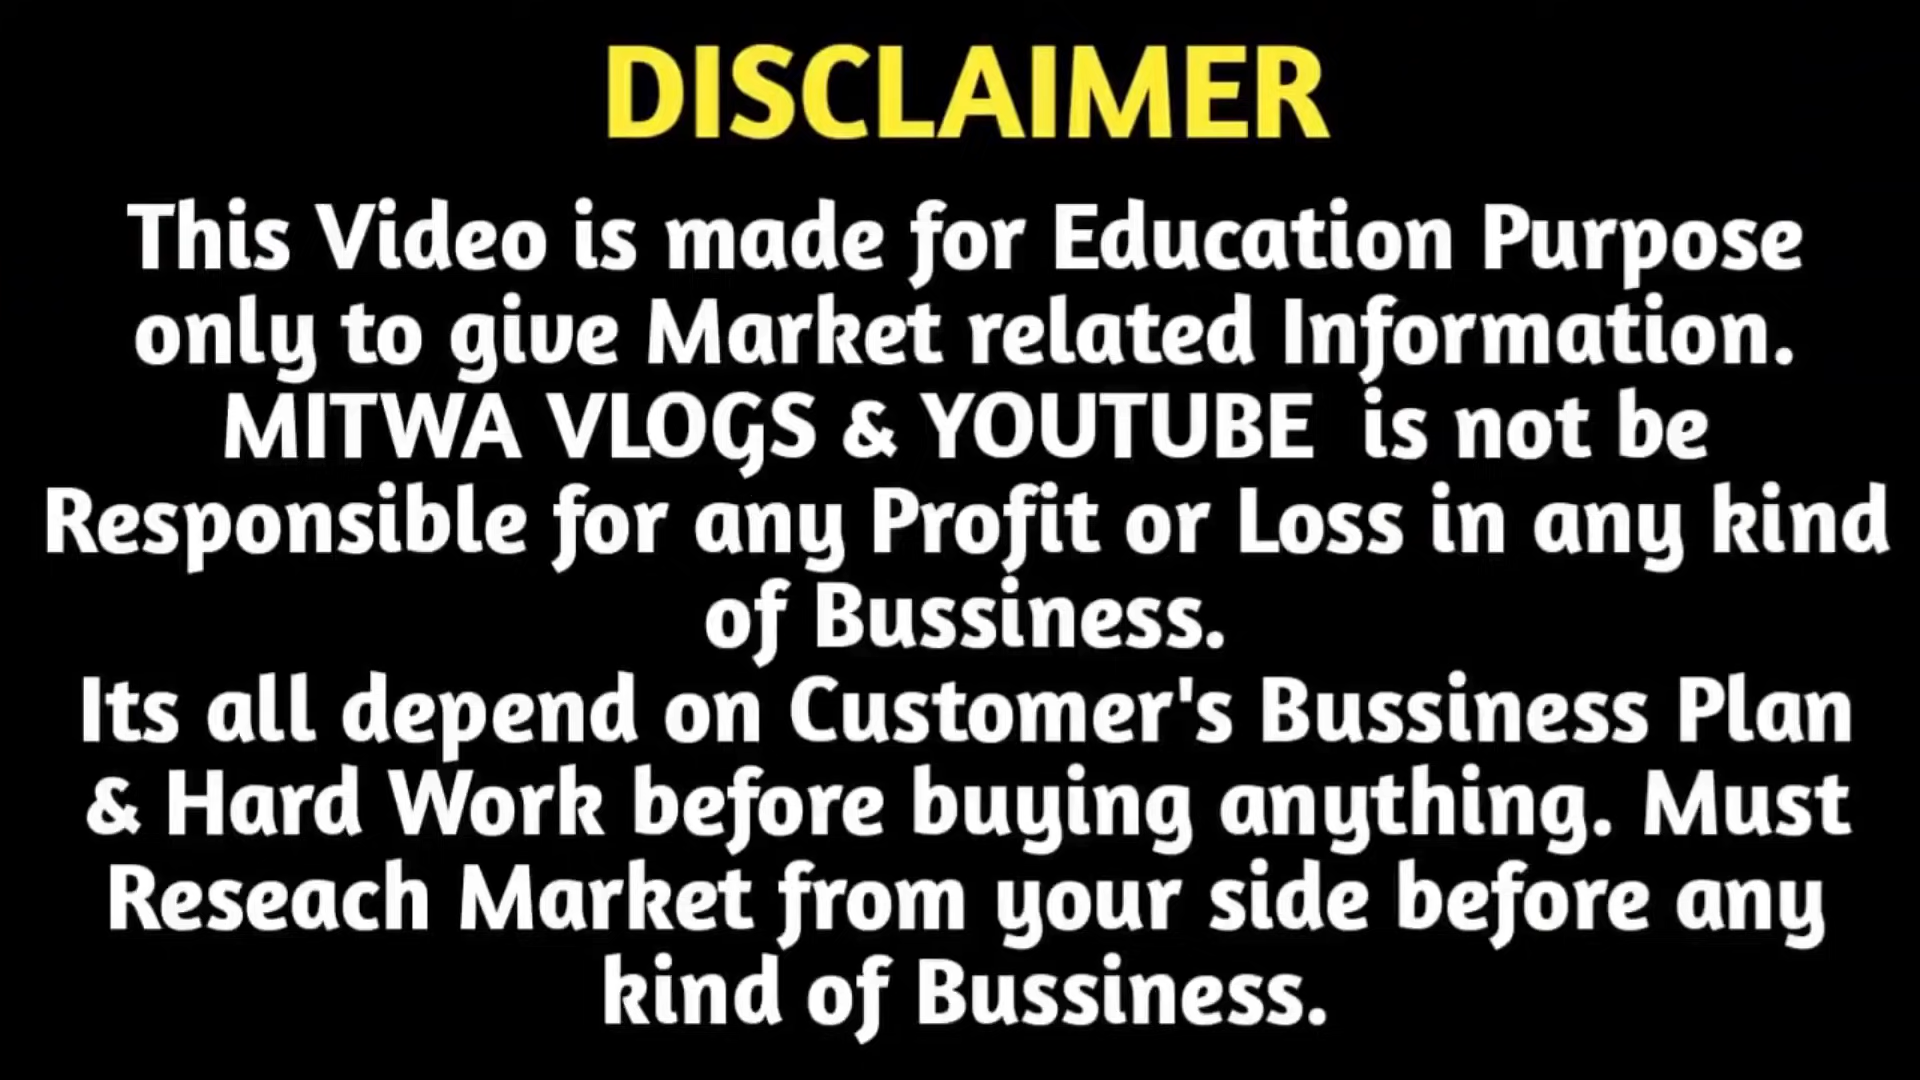 DISCLAIMER
This Video is made for Education Purpose
only to give Market related Information.
MITWA VLOGS & YOUTUBE  is not be
Responsible for any Profit or Loss in any kind
of Bussiness.
Its all depend on Customer's Bussiness Plan
& Hard Work before buying anything. Must
Reseach Market from your side before any
kind of Bussiness.